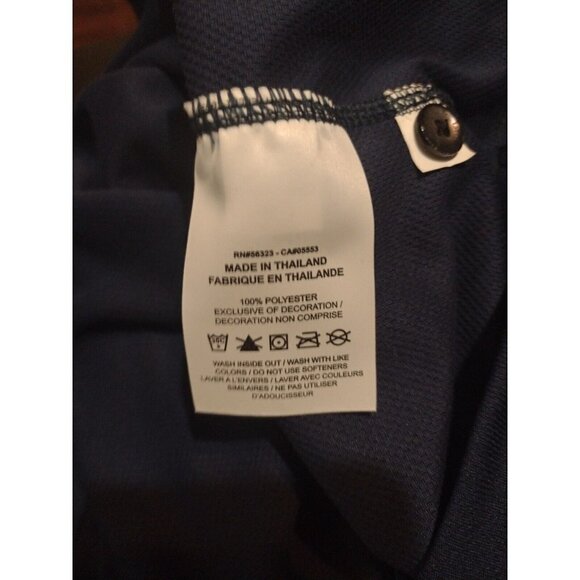 RN#56323 - CA#05553
MADE IN THAILAND
FABRIQUE EN THAILANDE
100% POLYESTER
EXCLUSIVE OF DECORATION /
DECORATION NON COMPRISE
WASH INSIDE OUT / WASH WITH LIKE
COLORS / DO NOT USE SOFTENERS
LAVER A L'ENVERS / LAVER AVEC COULEURS
SIMILAIRES / NE PAS UTILISER
D'ADOUCISSEUR